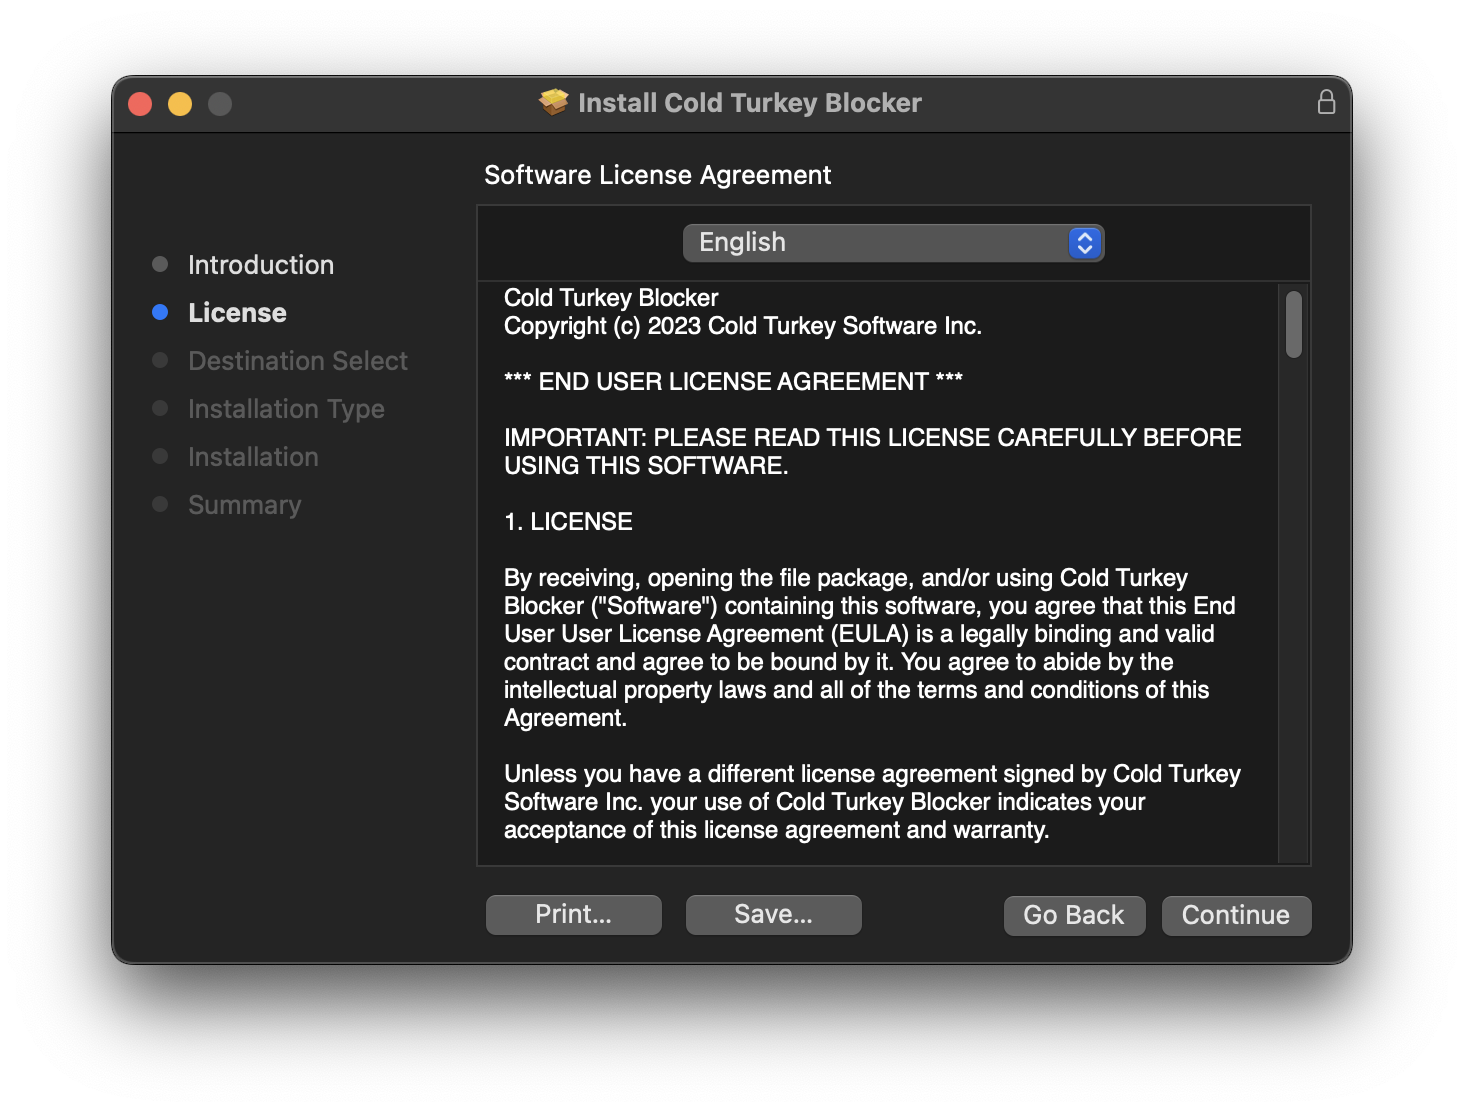 Install Cold Turkey Blocker
Software License Agreement
Introduction
License
Destination Select
Installation Type
Installation
Summary
English
Cold Turkey Blocker
Copyright (c) 2023 Cold Turkey Software Inc.
*** END USER LICENSE AGREEMENT ***
IMPORTANT: PLEASE READ THIS LICENSE CAREFULLY BEFORE
USING THIS SOFTWARE.
1. LICENSE
By receiving, opening the file package, and/or using Cold Turkey
Blocker ("Software") containing this software, you agree that this End
User User License Agreement (EULA) is a legally binding and valid
contract and agree to be bound by it. You agree to abide by the
intellectual property laws and all of the terms and conditions of this
Agreement.
Unless you have a different license agreement signed by Cold Turkey
Software Inc. your use of Cold Turkey Blocker indicates your
acceptance of this license agreement and warranty.
Print...
Save...
Go Back
Continue